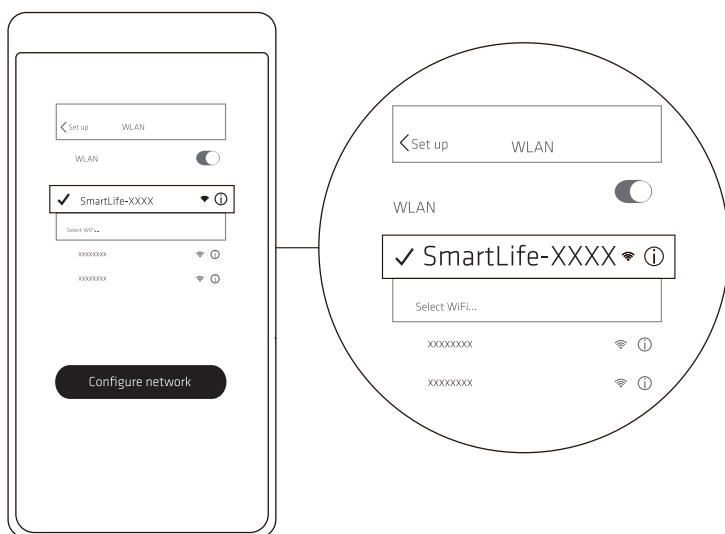 Set up WLAN
WLAN
SmartLife-XXXX
Select WiFi...
xxxxxxxx
xxxxxxxx
Configure network
Set up WLAN
WLAN
SmartLife-XXXX
Select WiFi...
xxxxxxxx
xxxxxxxx